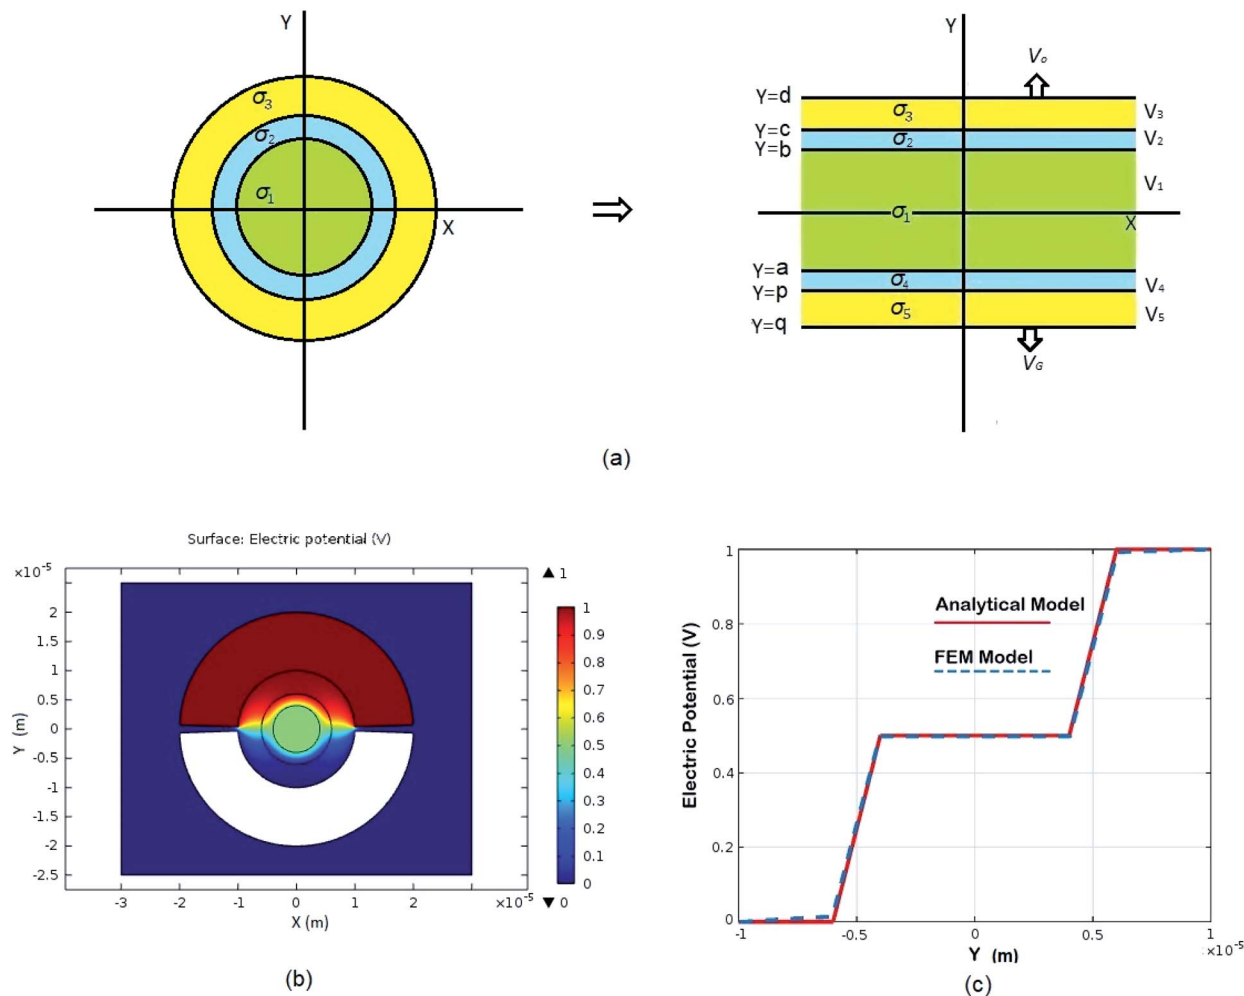 Y
σ3
σ2
σ1
X
Y
Vo
Y=d
σ3
V3
Y=c
σ2
V2
Y=b
V1
σ1
X
Y=a
σ4
V4
Y=p
σ5
V5
Y=q
VG
(a)
Surface: Electric potential (V)
×10⁻⁵
2
1.5
1
0.5
0
-0.5
-1
-1.5
-2
-2.5
Y (m)
-3
-2
-1
0
1
2
×10⁻⁵
X (m)
▲ 1
1
0.9
0.8
0.7
0.6
0.5
0.4
0.3
0.2
0.1
0
▼ 0
(b)
1
0.8
0.6
0.4
0.2
0
Electric Potential (V)
Analytical Model
FEM Model
-1
-0.5
0
0.5
1
×10⁻⁵
Y (m)
(c)